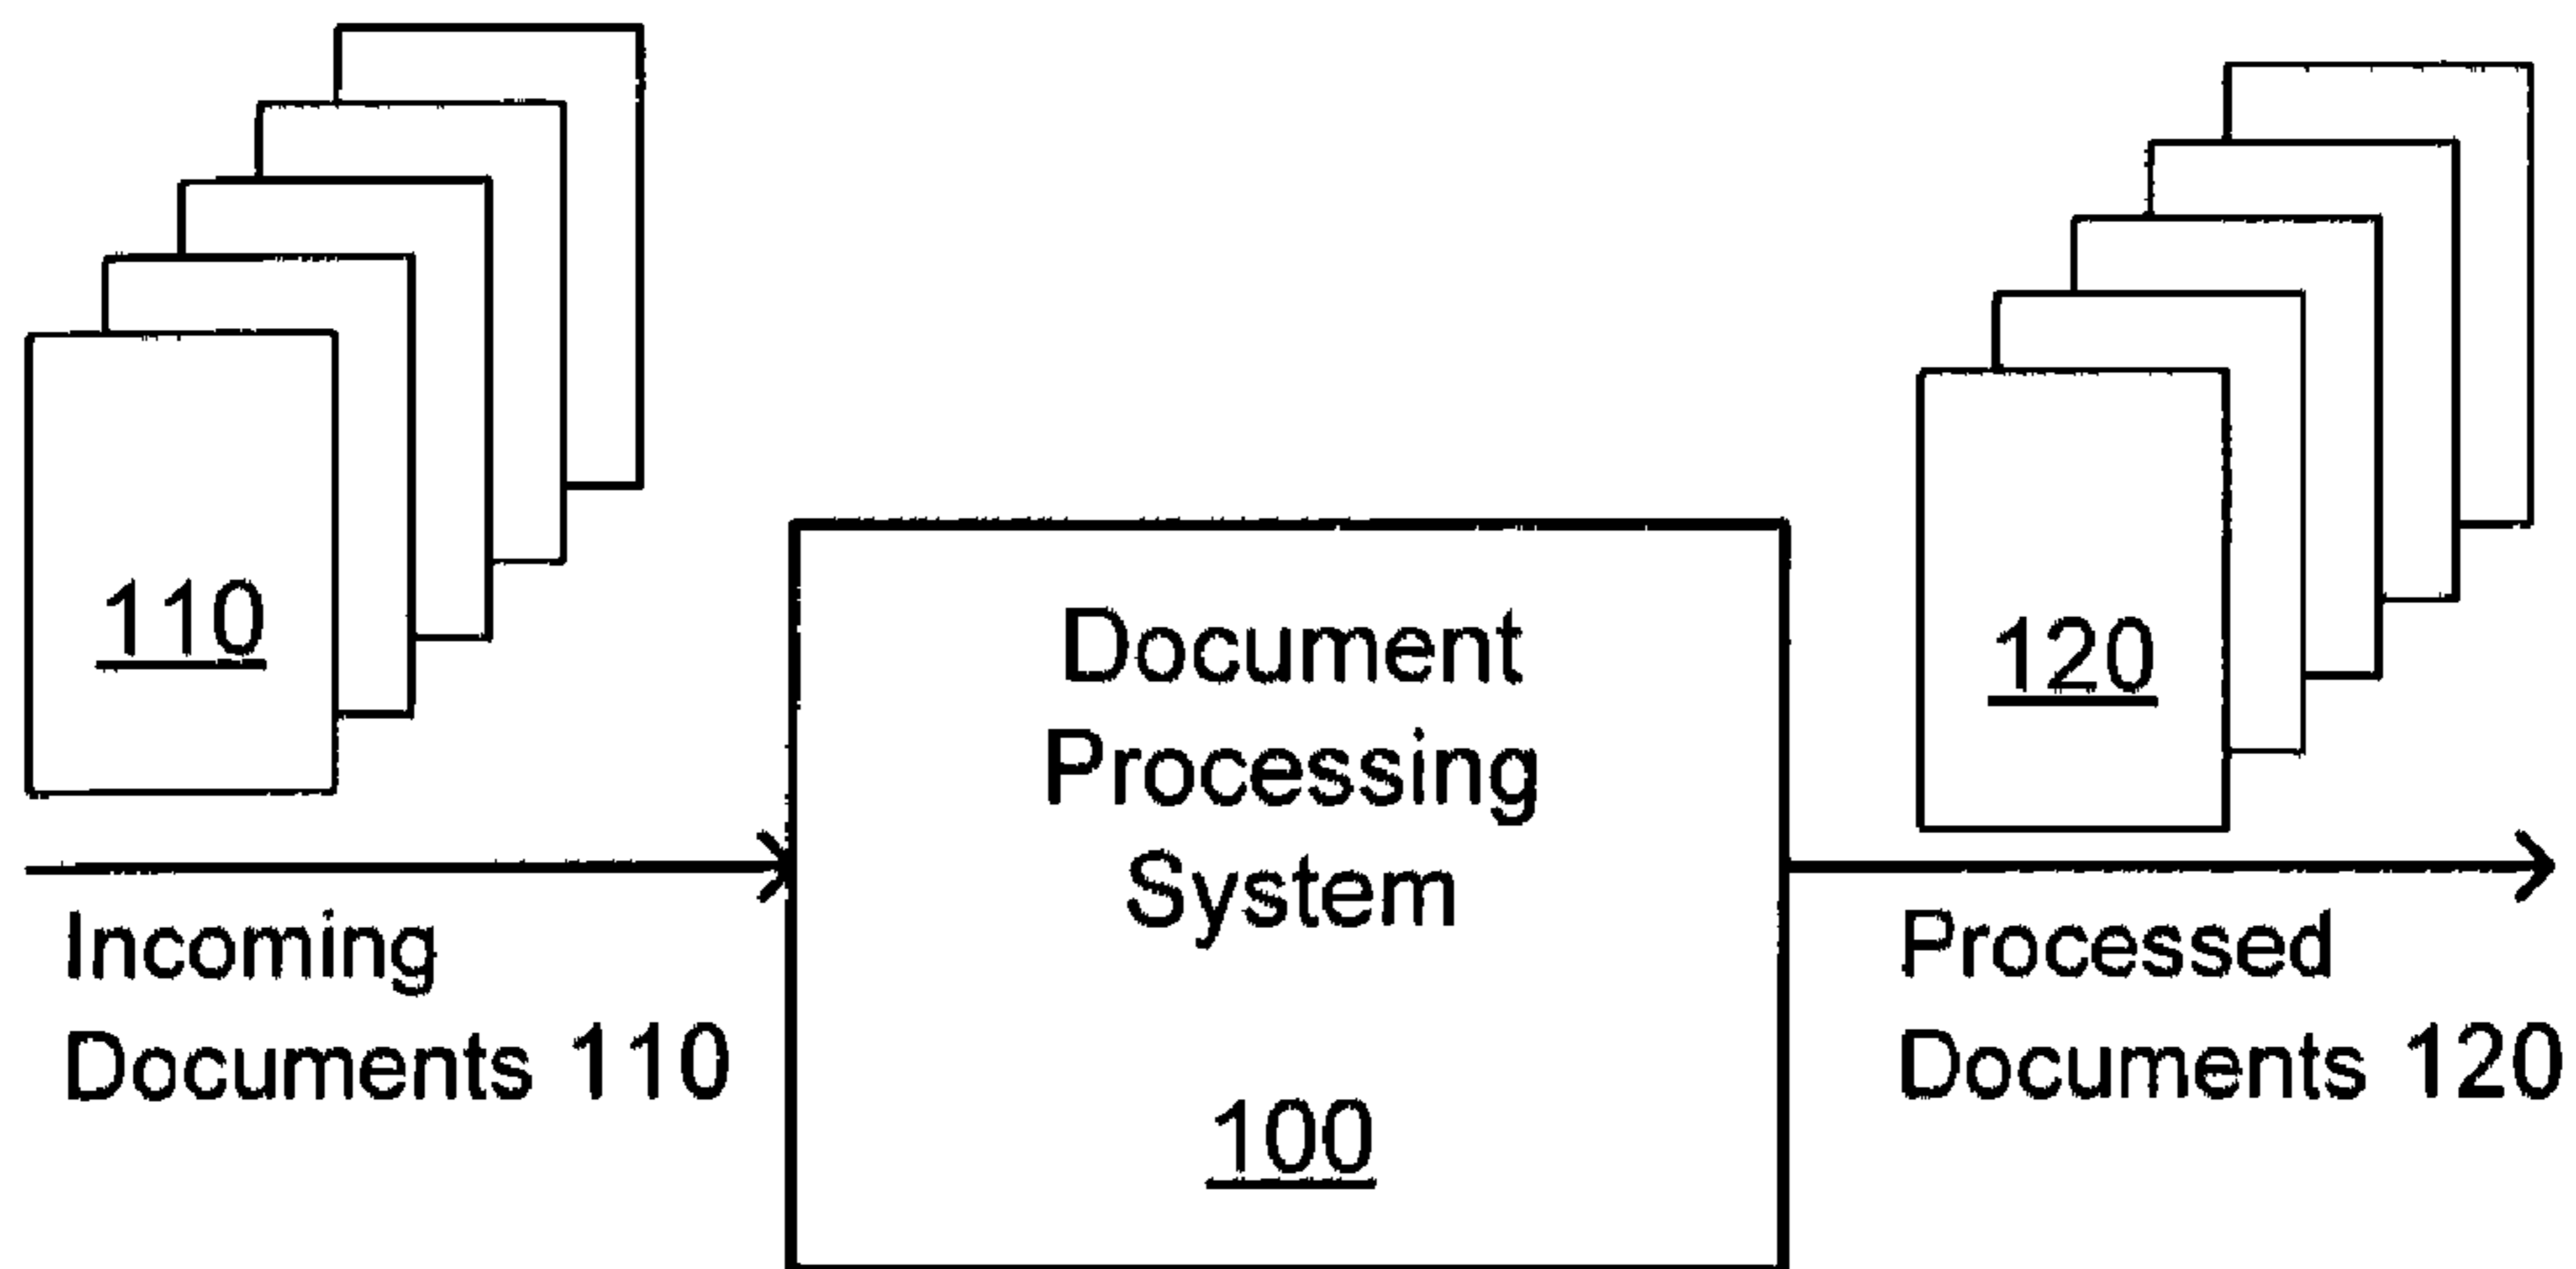 110
Incoming
Documents 110
Document
Processing
System
100
120
Processed
Documents 120